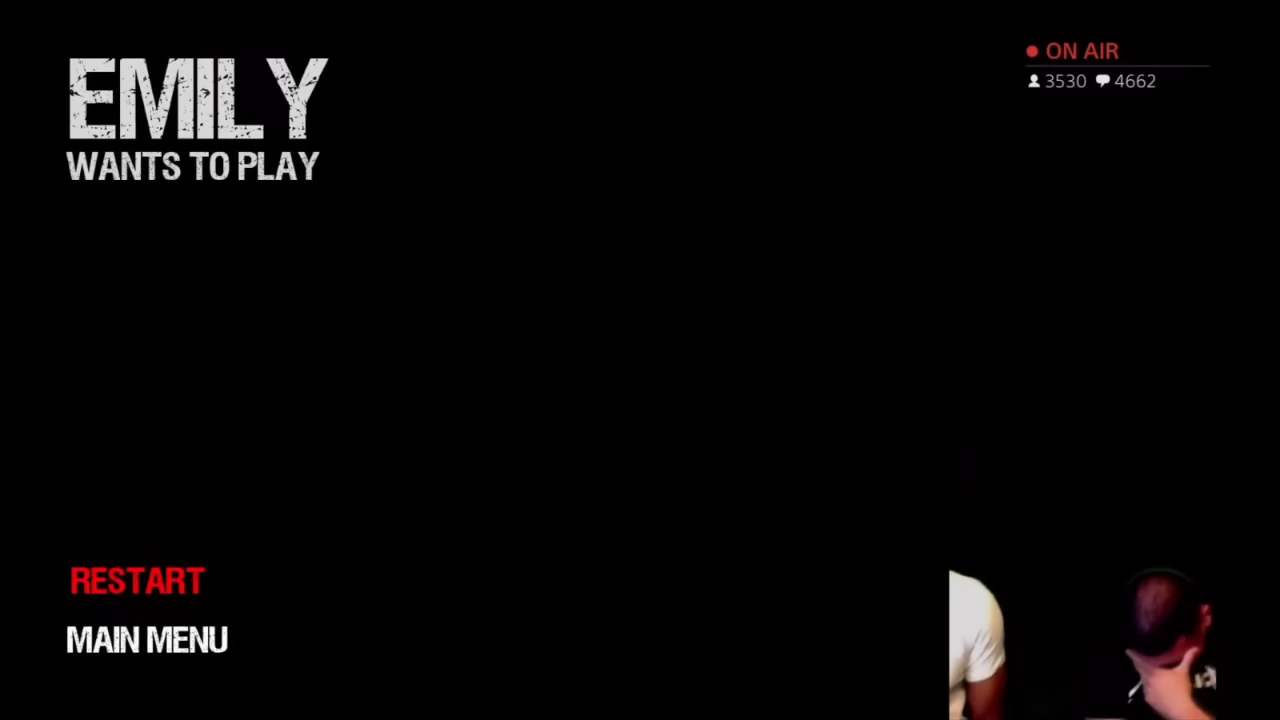 EMILY
WANTS TO PLAY
ON AIR
3530 4662
RESTART
MAIN MENU